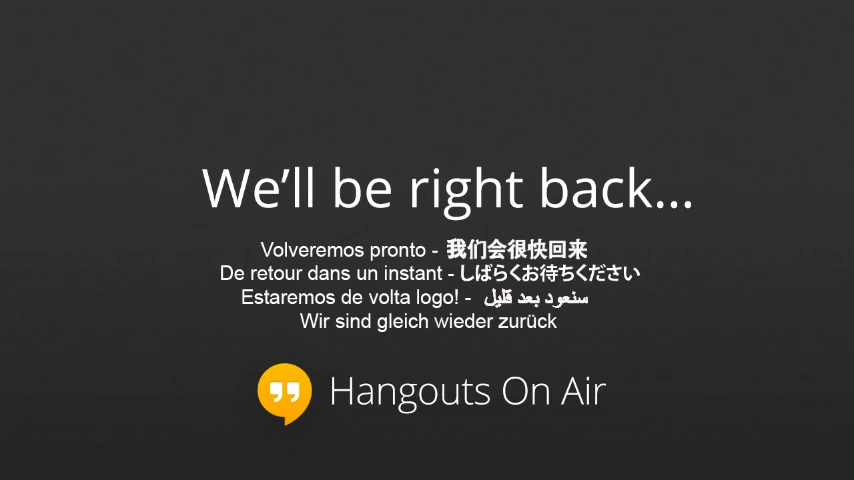 We'll be right back...
Volveremos pronto - 我们会很快回来
De retour dans un instant - しばらくお待ちください
Estaremos de volta logo! - سنعود بعد قليل
Wir sind gleich wieder zurück
Hangouts On Air